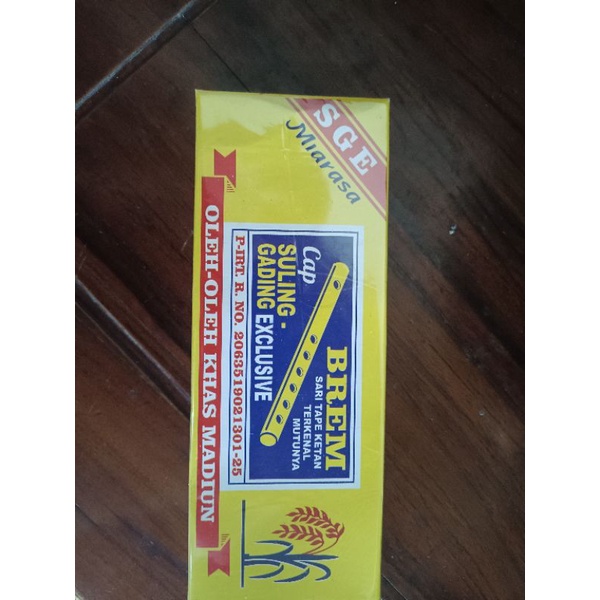 SGE
Miarasa
BREM
SARI TAPE KETAN
TERKENAL
MUTUNYA
Cap
SULING -
GADING EXCLUSIVE
P-IRT. R. NO. 2063519021301-25
OLEH-OLEH KHAS MADIUN